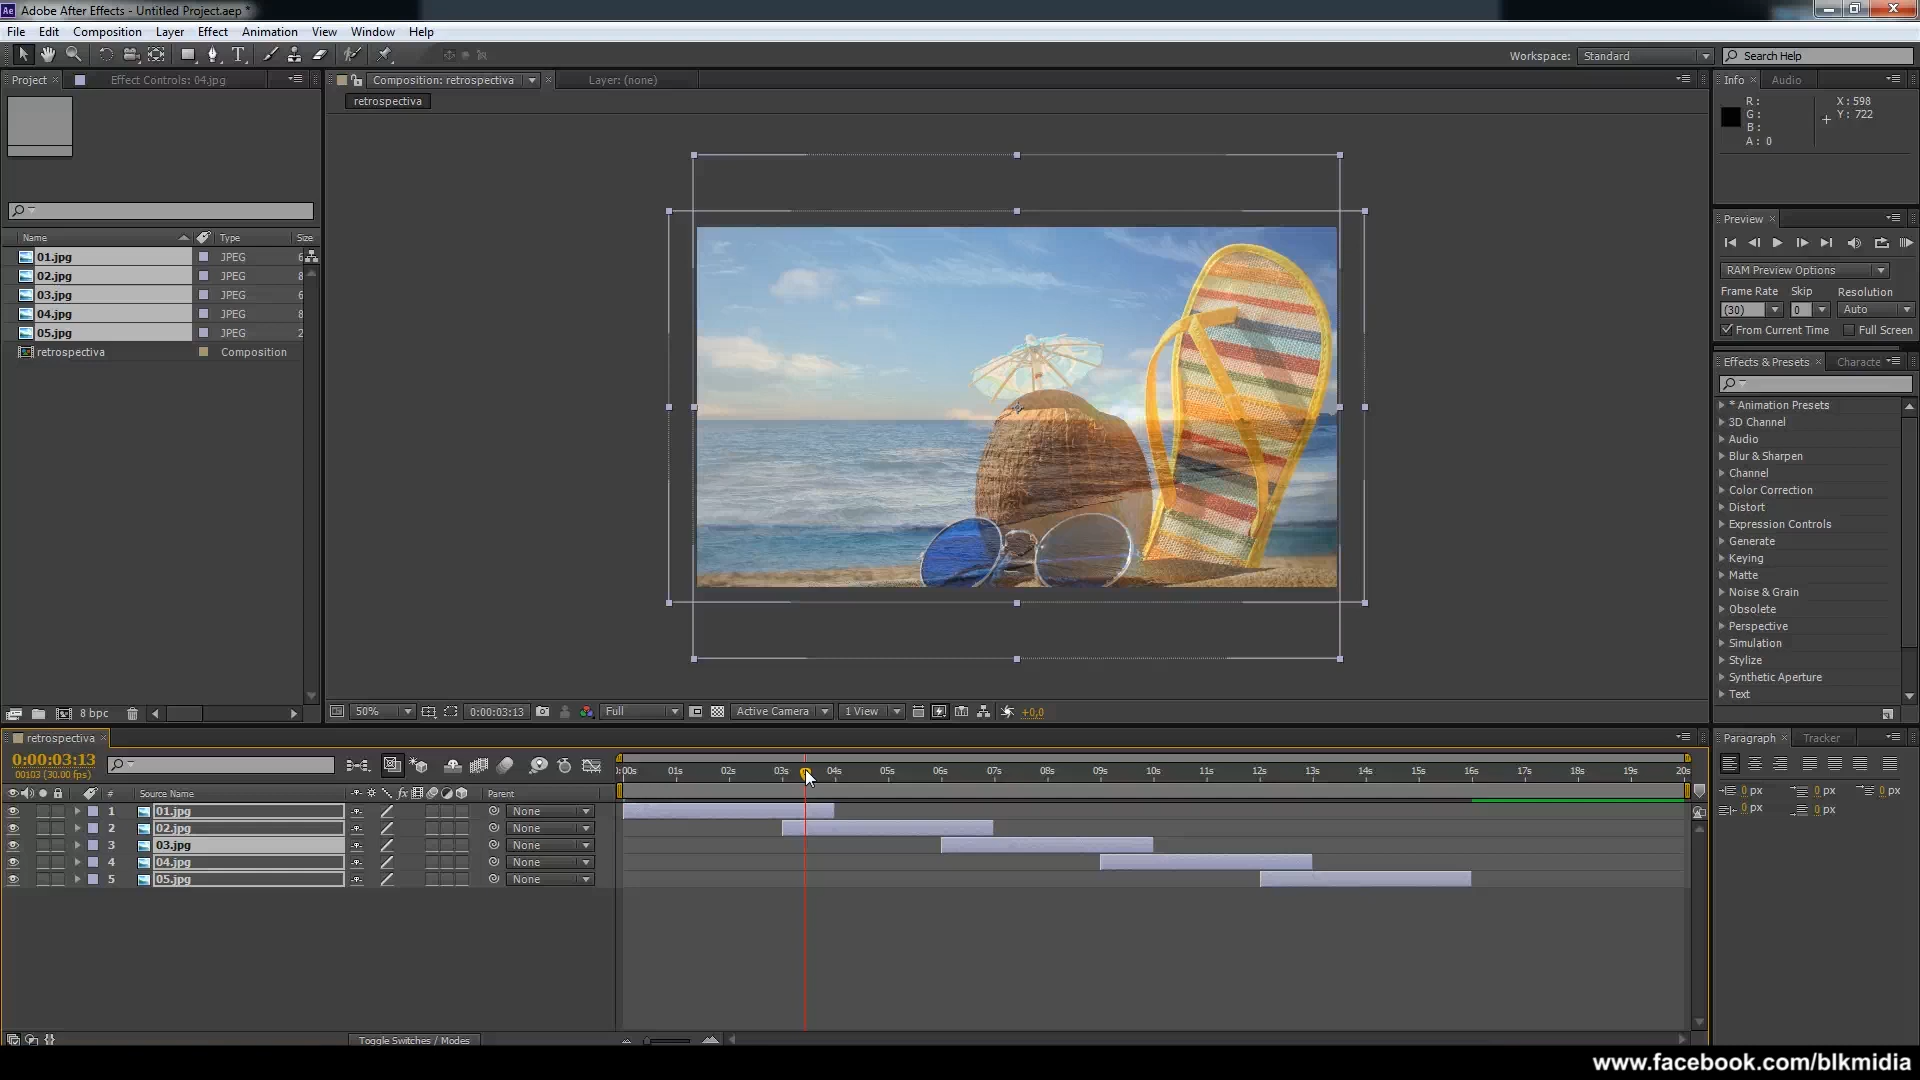 Adobe After Effects - Untitled Project.aep *
File Edit Composition Layer Effect Animation View Window Help
Workspace: Standard Search Help
Project Effect Controls: 04.jpg
Composition: retrospectiva Layer: (none)
retrospectiva
Info Audio
R: X: 598
G: Y: 722
B:
A: 0
Preview
RAM Preview Options
Frame Rate Skip Resolution
(30) 0 Auto
From Current Time Full Screen
Effects & Presets Characte
* Animation Presets
3D Channel
Audio
Blur & Sharpen
Channel
Color Correction
Distort
Expression Controls
Generate
Keying
Matte
Noise & Grain
Obsolete
Perspective
Simulation
Stylize
Synthetic Aperture
Text
Name Type Size
01.jpg JPEG 6
02.jpg JPEG 8
03.jpg JPEG 6
04.jpg JPEG 8
05.jpg JPEG 2
retrospectiva Composition
8 bpc
50% 0:00:03:13 Full Active Camera 1 View +0,0
retrospectiva
0:00:03:13
00103 (30.00 fps)
:00s 01s 02s 03s 04s 05s 06s 07s 08s 09s 10s 11s 12s 13s 14s 15s 16s 17s 18s 19s 20s
# Source Name fx Parent
1 01.jpg None
2 02.jpg None
3 03.jpg None
4 04.jpg None
5 05.jpg None
Toggle Switches / Modes
Paragraph Tracker
0 px 0 px 0 px
0 px 0 px
www.facebook.com/blkmidia